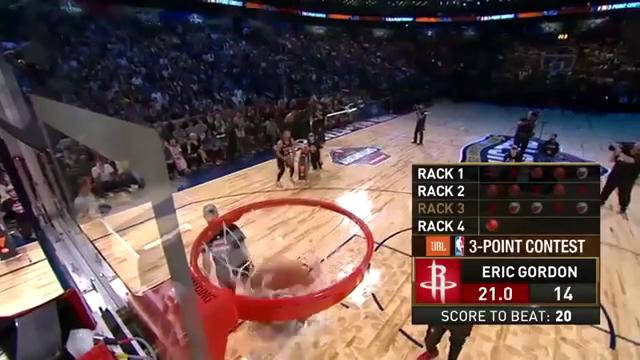 RACK 1
RACK 2
RACK 3
RACK 4
JBL 3-POINT CONTEST
R ERIC GORDON
21.0 14
SCORE TO BEAT: 20